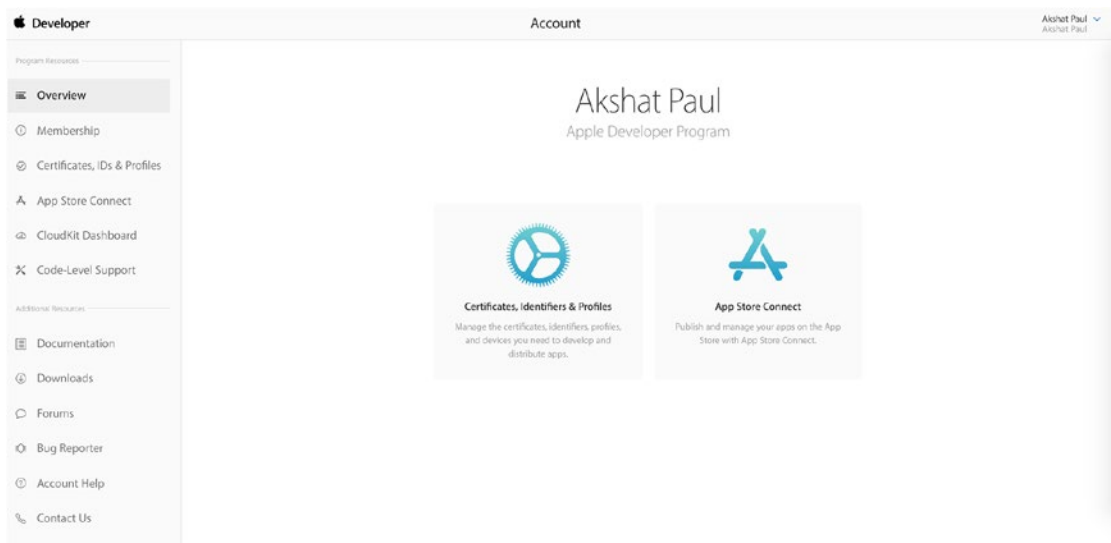 Developer
Account
Akshat Paul
Akshat Paul
Program Resources
Overview
Membership
Certificates, IDs & Profiles
App Store Connect
CloudKit Dashboard
Code-Level Support
Additional Resources
Documentation
Downloads
Forums
Bug Reporter
Account Help
Contact Us
Akshat Paul
Apple Developer Program
Certificates, Identifiers & Profiles
Manage the certificates, identifiers, profiles,
and devices you need to develop and
distribute apps.
App Store Connect
Publish and manage your apps on the App
Store with App Store Connect.